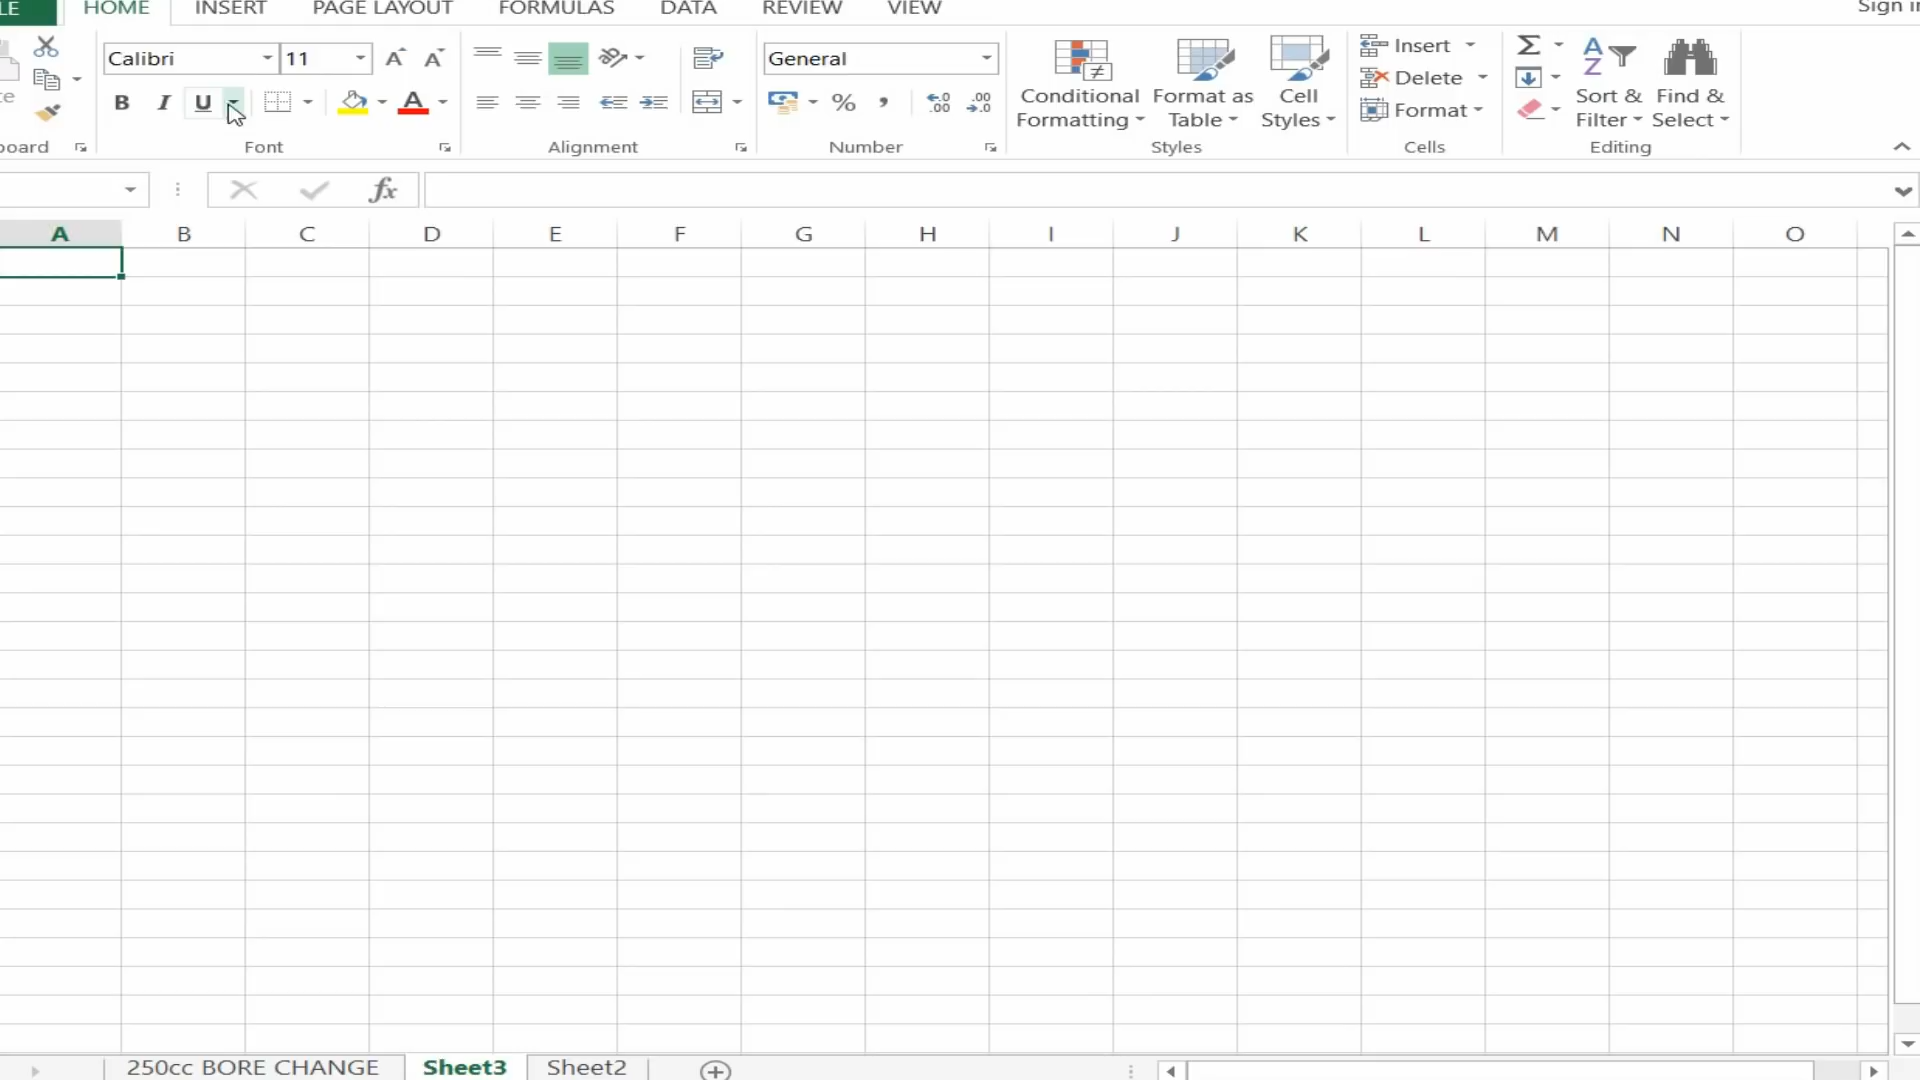 LE HOME INSERT PAGE LAYOUT FORMULAS DATA REVIEW VIEW Sign i
Calibri 11 General
Insert
Delete
Format
B I U A % ,
Conditional Formatting
Format as Table
Cell Styles
Sort & Filter
Find & Select
board Font Alignment Number Styles Cells Editing
fx
A B C D E F G H I J K L M N O
250cc BORE CHANGE Sheet3 Sheet2